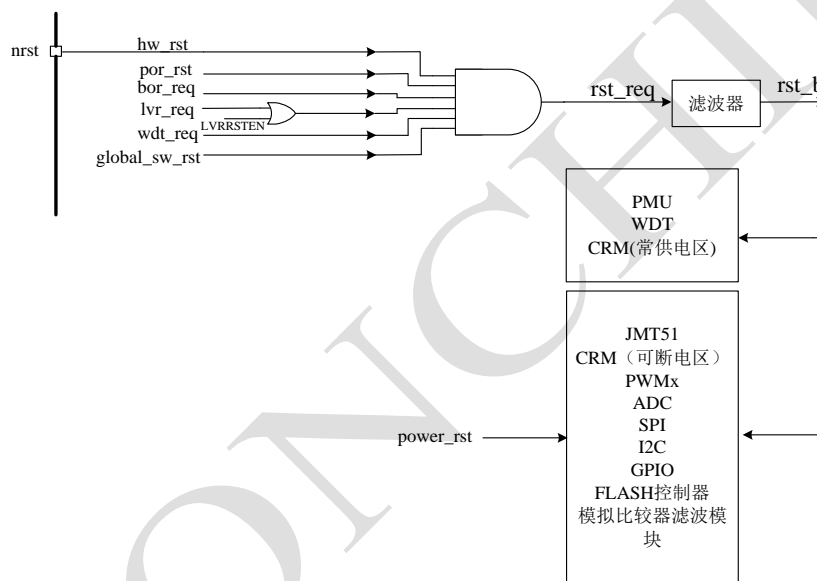 nrst
hw_rst
por_rst
bor_req
lvr_req
LVRRSTEN
wdt_req
global_sw_rst
rst_req
滤波器
rst_b
PMU
WDT
CRM(常供电区)
power_rst
JMT51
CRM（可断电区）
PWMx
ADC
SPI
I2C
GPIO
FLASH控制器
模拟比较器滤波模
块